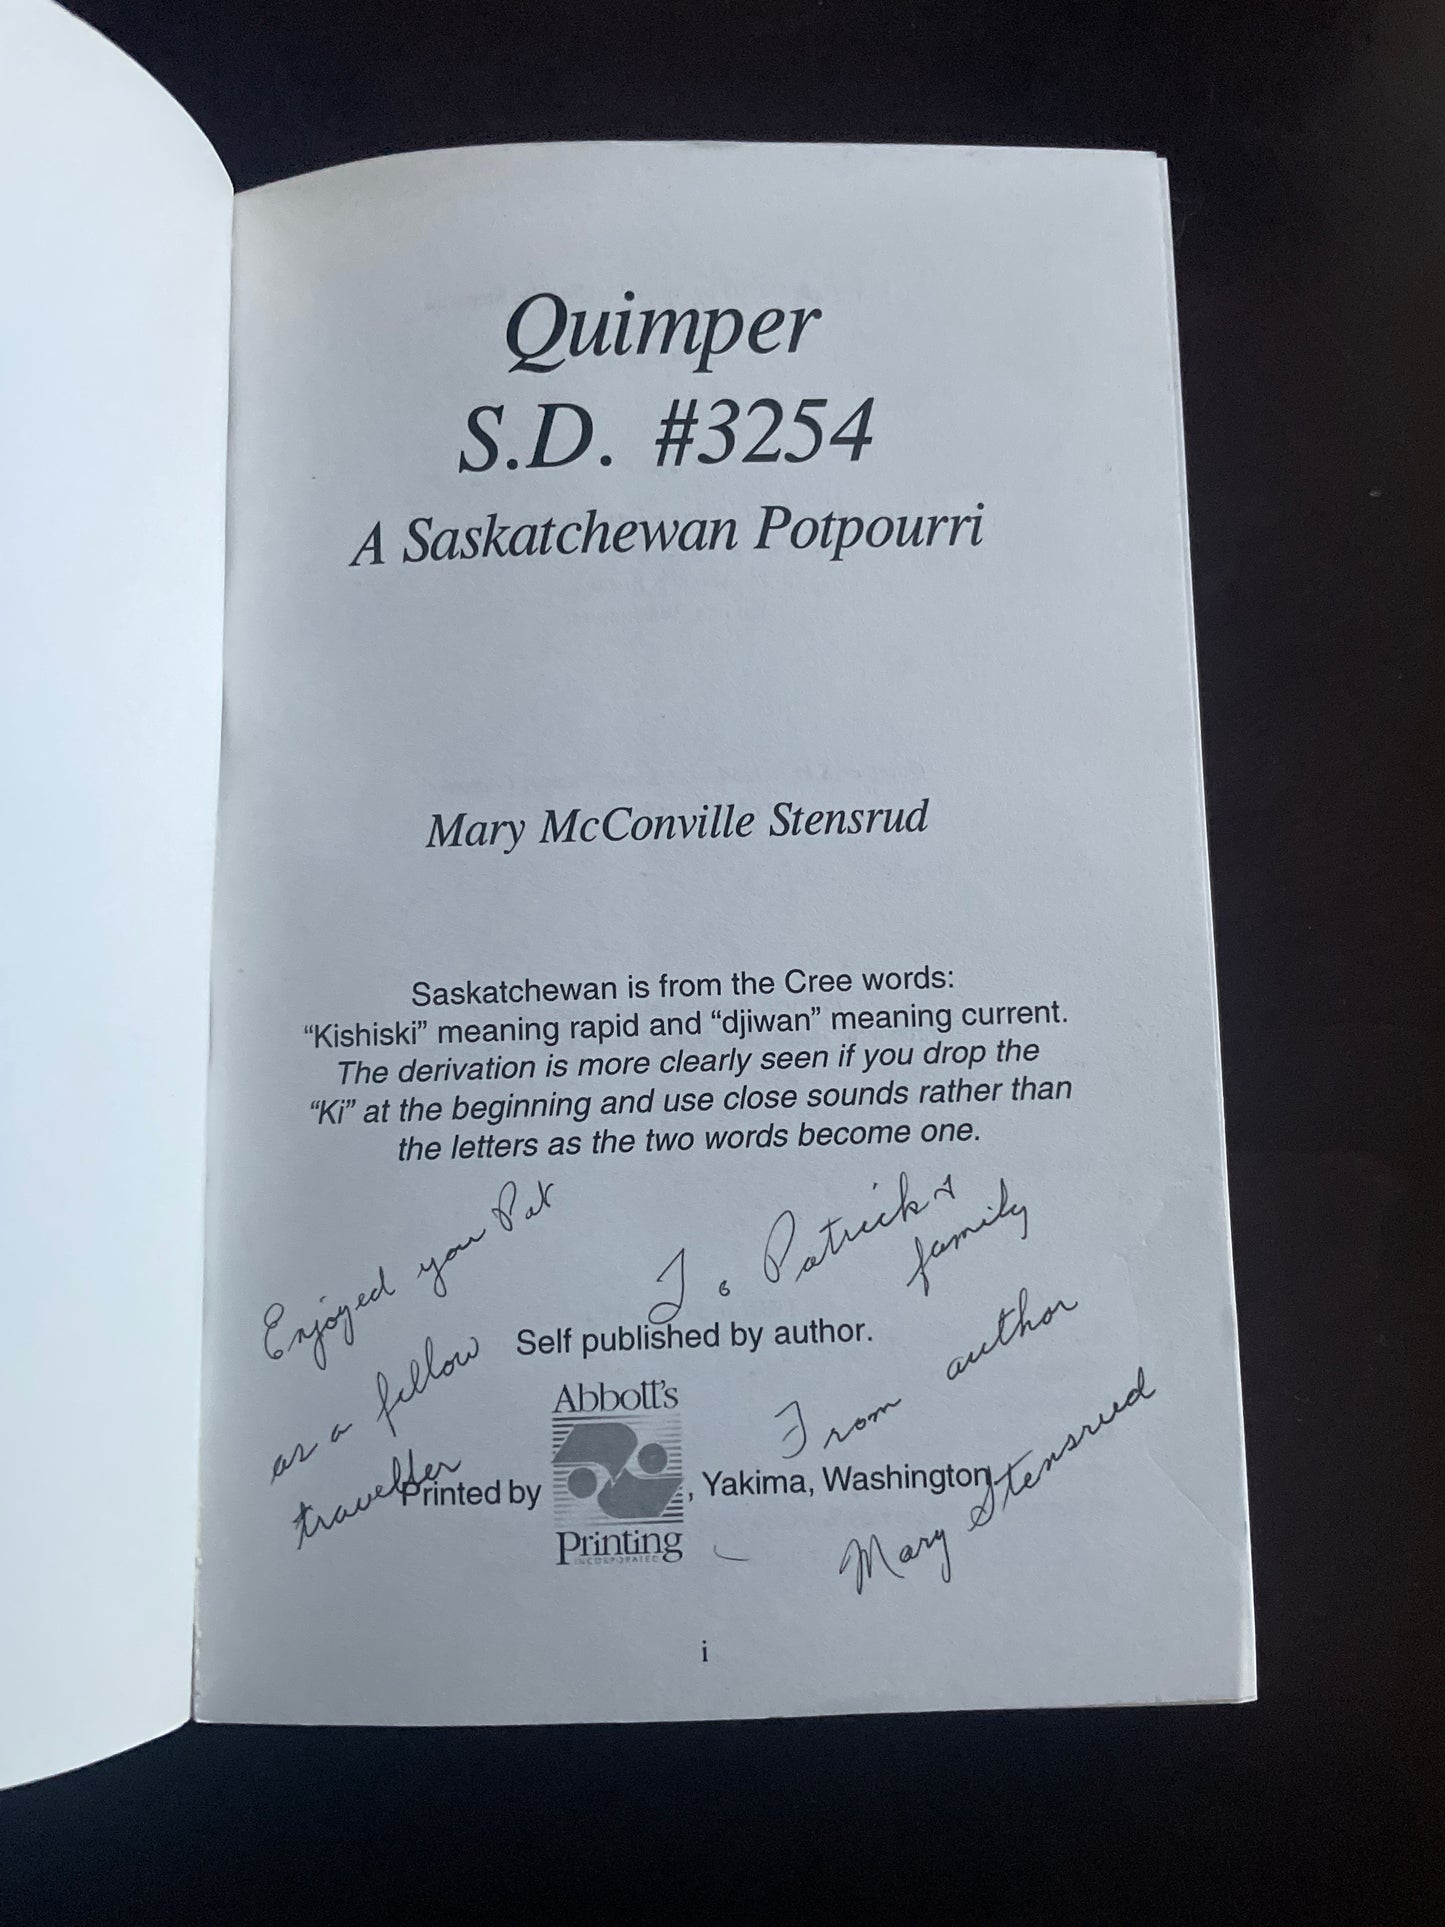 Quimper
S.D. #3254
A Saskatchewan Potpourri
Mary McConville Stensrud
Saskatchewan is from the Cree words:
“Kishiski” meaning rapid and “djiwan” meaning current.
The derivation is more clearly seen if you drop the
“Ki” at the beginning and use close sounds rather than
the letters as the two words become one.
Enjoyed you Pat
as a fellow
traveller
To Patrick &
family
From author
Mary Stensrud
Self published by author.
Printed by Abbott's Printing INCORPORATED, Yakima, Washington
i